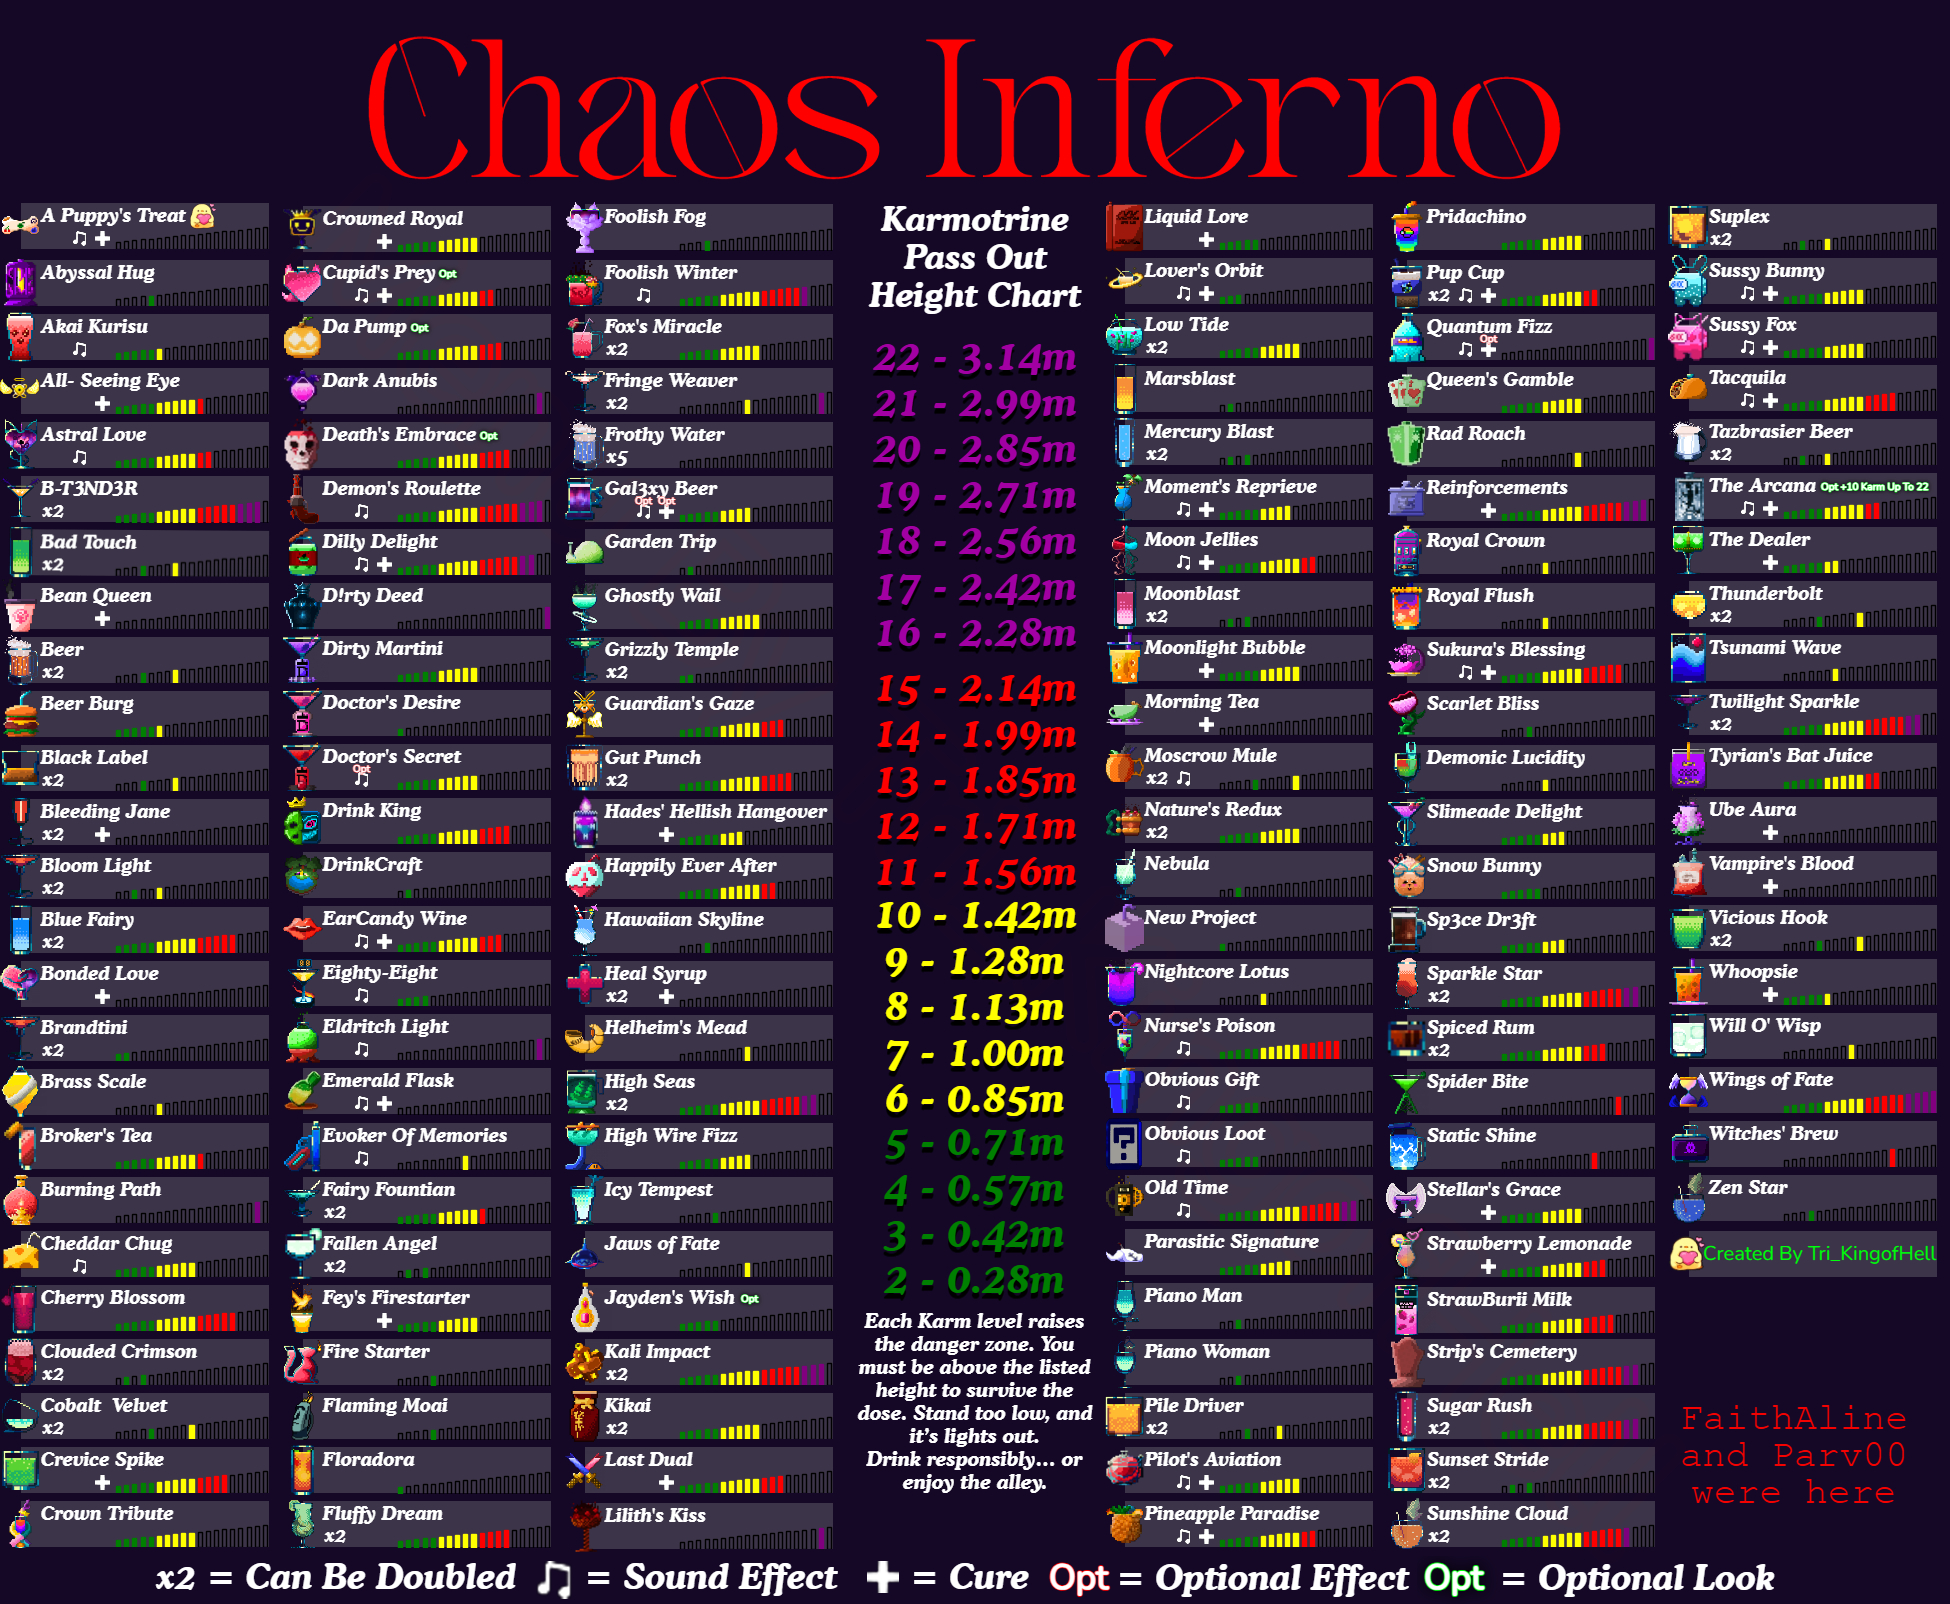 Chaos Inferno
A Puppy's Treat
Abyssal Hug
Akai Kurisu
All- Seeing Eye
Astral Love
B-T3ND3R
x2
Bad Touch
x2
Bean Queen
Beer
x2
Beer Burg
Black Label
x2
Bleeding Jane
x2
Bloom Light
x2
Blue Fairy
x2
Bonded Love
Brandtini
x2
Brass Scale
Broker's Tea
Burning Path
Cheddar Chug
Cherry Blossom
Clouded Crimson
x2
Cobalt Velvet
x2
Crevice Spike
Crown Tribute
Crowned Royal
Cupid's Prey Opt
Da Pump Opt
Dark Anubis
Death's Embrace Opt
Demon's Roulette
Dilly Delight
D!rty Deed
Dirty Martini
Doctor's Desire
Doctor's Secret
Opt
Drink King
DrinkCraft
EarCandy Wine
Eighty-Eight
Eldritch Light
Emerald Flask
Evoker Of Memories
Fairy Fountian
x2
Fallen Angel
x2
Fey's Firestarter
Fire Starter
Flaming Moai
Floradora
Fluffy Dream
x2
Foolish Fog
Foolish Winter
Fox's Miracle
x2
Fringe Weaver
x2
Frothy Water
x5
Gal3xy Beer
Opt Opt
Garden Trip
Ghostly Wail
Grizzly Temple
x2
Guardian's Gaze
Gut Punch
x2
Hades' Hellish Hangover
Happily Ever After
Hawaiian Skyline
Heal Syrup
x2
Helheim's Mead
High Seas
x2
High Wire Fizz
Icy Tempest
Jaws of Fate
Jayden's Wish Opt
Kali Impact
x2
Kikai
x2
Last Dual
Lilith's Kiss
Karmotrine
Pass Out
Height Chart
22 - 3.14m
21 - 2.99m
20 - 2.85m
19 - 2.71m
18 - 2.56m
17 - 2.42m
16 - 2.28m
15 - 2.14m
14 - 1.99m
13 - 1.85m
12 - 1.71m
11 - 1.56m
10 - 1.42m
9 - 1.28m
8 - 1.13m
7 - 1.00m
6 - 0.85m
5 - 0.71m
4 - 0.57m
3 - 0.42m
2 - 0.28m
Each Karm level raises
the danger zone. You
must be above the listed
height to survive the
dose. Stand too low, and
it's lights out.
Drink responsibly... or
enjoy the alley.
Liquid Lore
Lover's Orbit
Low Tide
x2
Marsblast
Mercury Blast
x2
Moment's Reprieve
Moon Jellies
Moonblast
x2
Moonlight Bubble
Morning Tea
Moscrow Mule
x2
Nature's Redux
x2
Nebula
New Project
Nightcore Lotus
Nurse's Poison
Obvious Gift
Obvious Loot
Old Time
Parasitic Signature
Piano Man
Piano Woman
Pile Driver
x2
Pilot's Aviation
Pineapple Paradise
Pridachino
Pup Cup
x2
Quantum Fizz
Opt
Queen's Gamble
Rad Roach
Reinforcements
Royal Crown
Royal Flush
Sukura's Blessing
Scarlet Bliss
Demonic Lucidity
Slimeade Delight
Snow Bunny
Sp3ce Dr3ft
Sparkle Star
x2
Spiced Rum
x2
Spider Bite
Static Shine
Stellar's Grace
Strawberry Lemonade
StrawBurii Milk
Strip's Cemetery
Sugar Rush
x2
Sunset Stride
x2
Sunshine Cloud
x2
Suplex
x2
Sussy Bunny
Sussy Fox
Tacquila
Tazbrasier Beer
x2
The Arcana Opt +10 Karm Up To 22
The Dealer
Thunderbolt
x2
Tsunami Wave
Twilight Sparkle
x2
Tyrian's Bat Juice
Ube Aura
Vampire's Blood
Vicious Hook
x2
Whoopsie
Will O' Wisp
Wings of Fate
Witches' Brew
Zen Star
Created By Tri_KingofHell
FaithAline
and Parv00
were here
x2 = Can Be Doubled ♫ = Sound Effect ✚ = Cure Opt = Optional Effect Opt = Optional Look